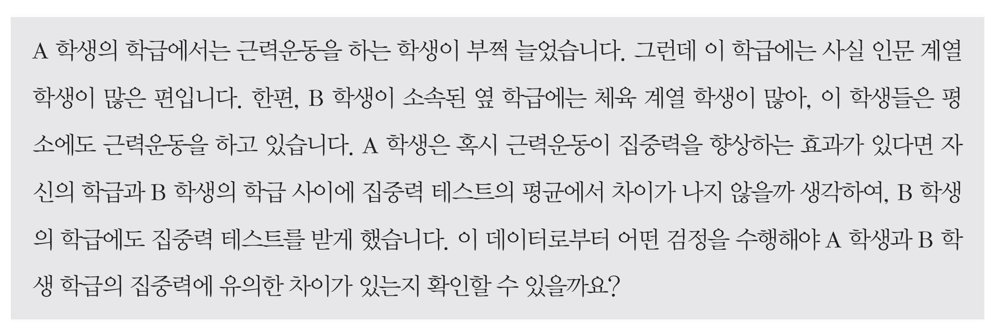 A 학생의 학급에서는 근력운동을 하는 학생이 부쩍 늘었습니다. 그런데 이 학급에는 사실 인문 계열
학생이 많은 편입니다. 한편, B 학생이 소속된 옆 학급에는 체육 계열 학생이 많아, 이 학생들은 평
소에도 근력운동을 하고 있습니다. A 학생은 혹시 근력운동이 집중력을 향상하는 효과가 있다면 자
신의 학급과 B 학생의 학급 사이에 집중력 테스트의 평균에서 차이가 나지 않을까 생각하여, B 학생
의 학급에도 집중력 테스트를 받게 했습니다. 이 데이터로부터 어떤 검정을 수행해야 A 학생과 B 학
생 학급의 집중력에 유의한 차이가 있는지 확인할 수 있을까요?